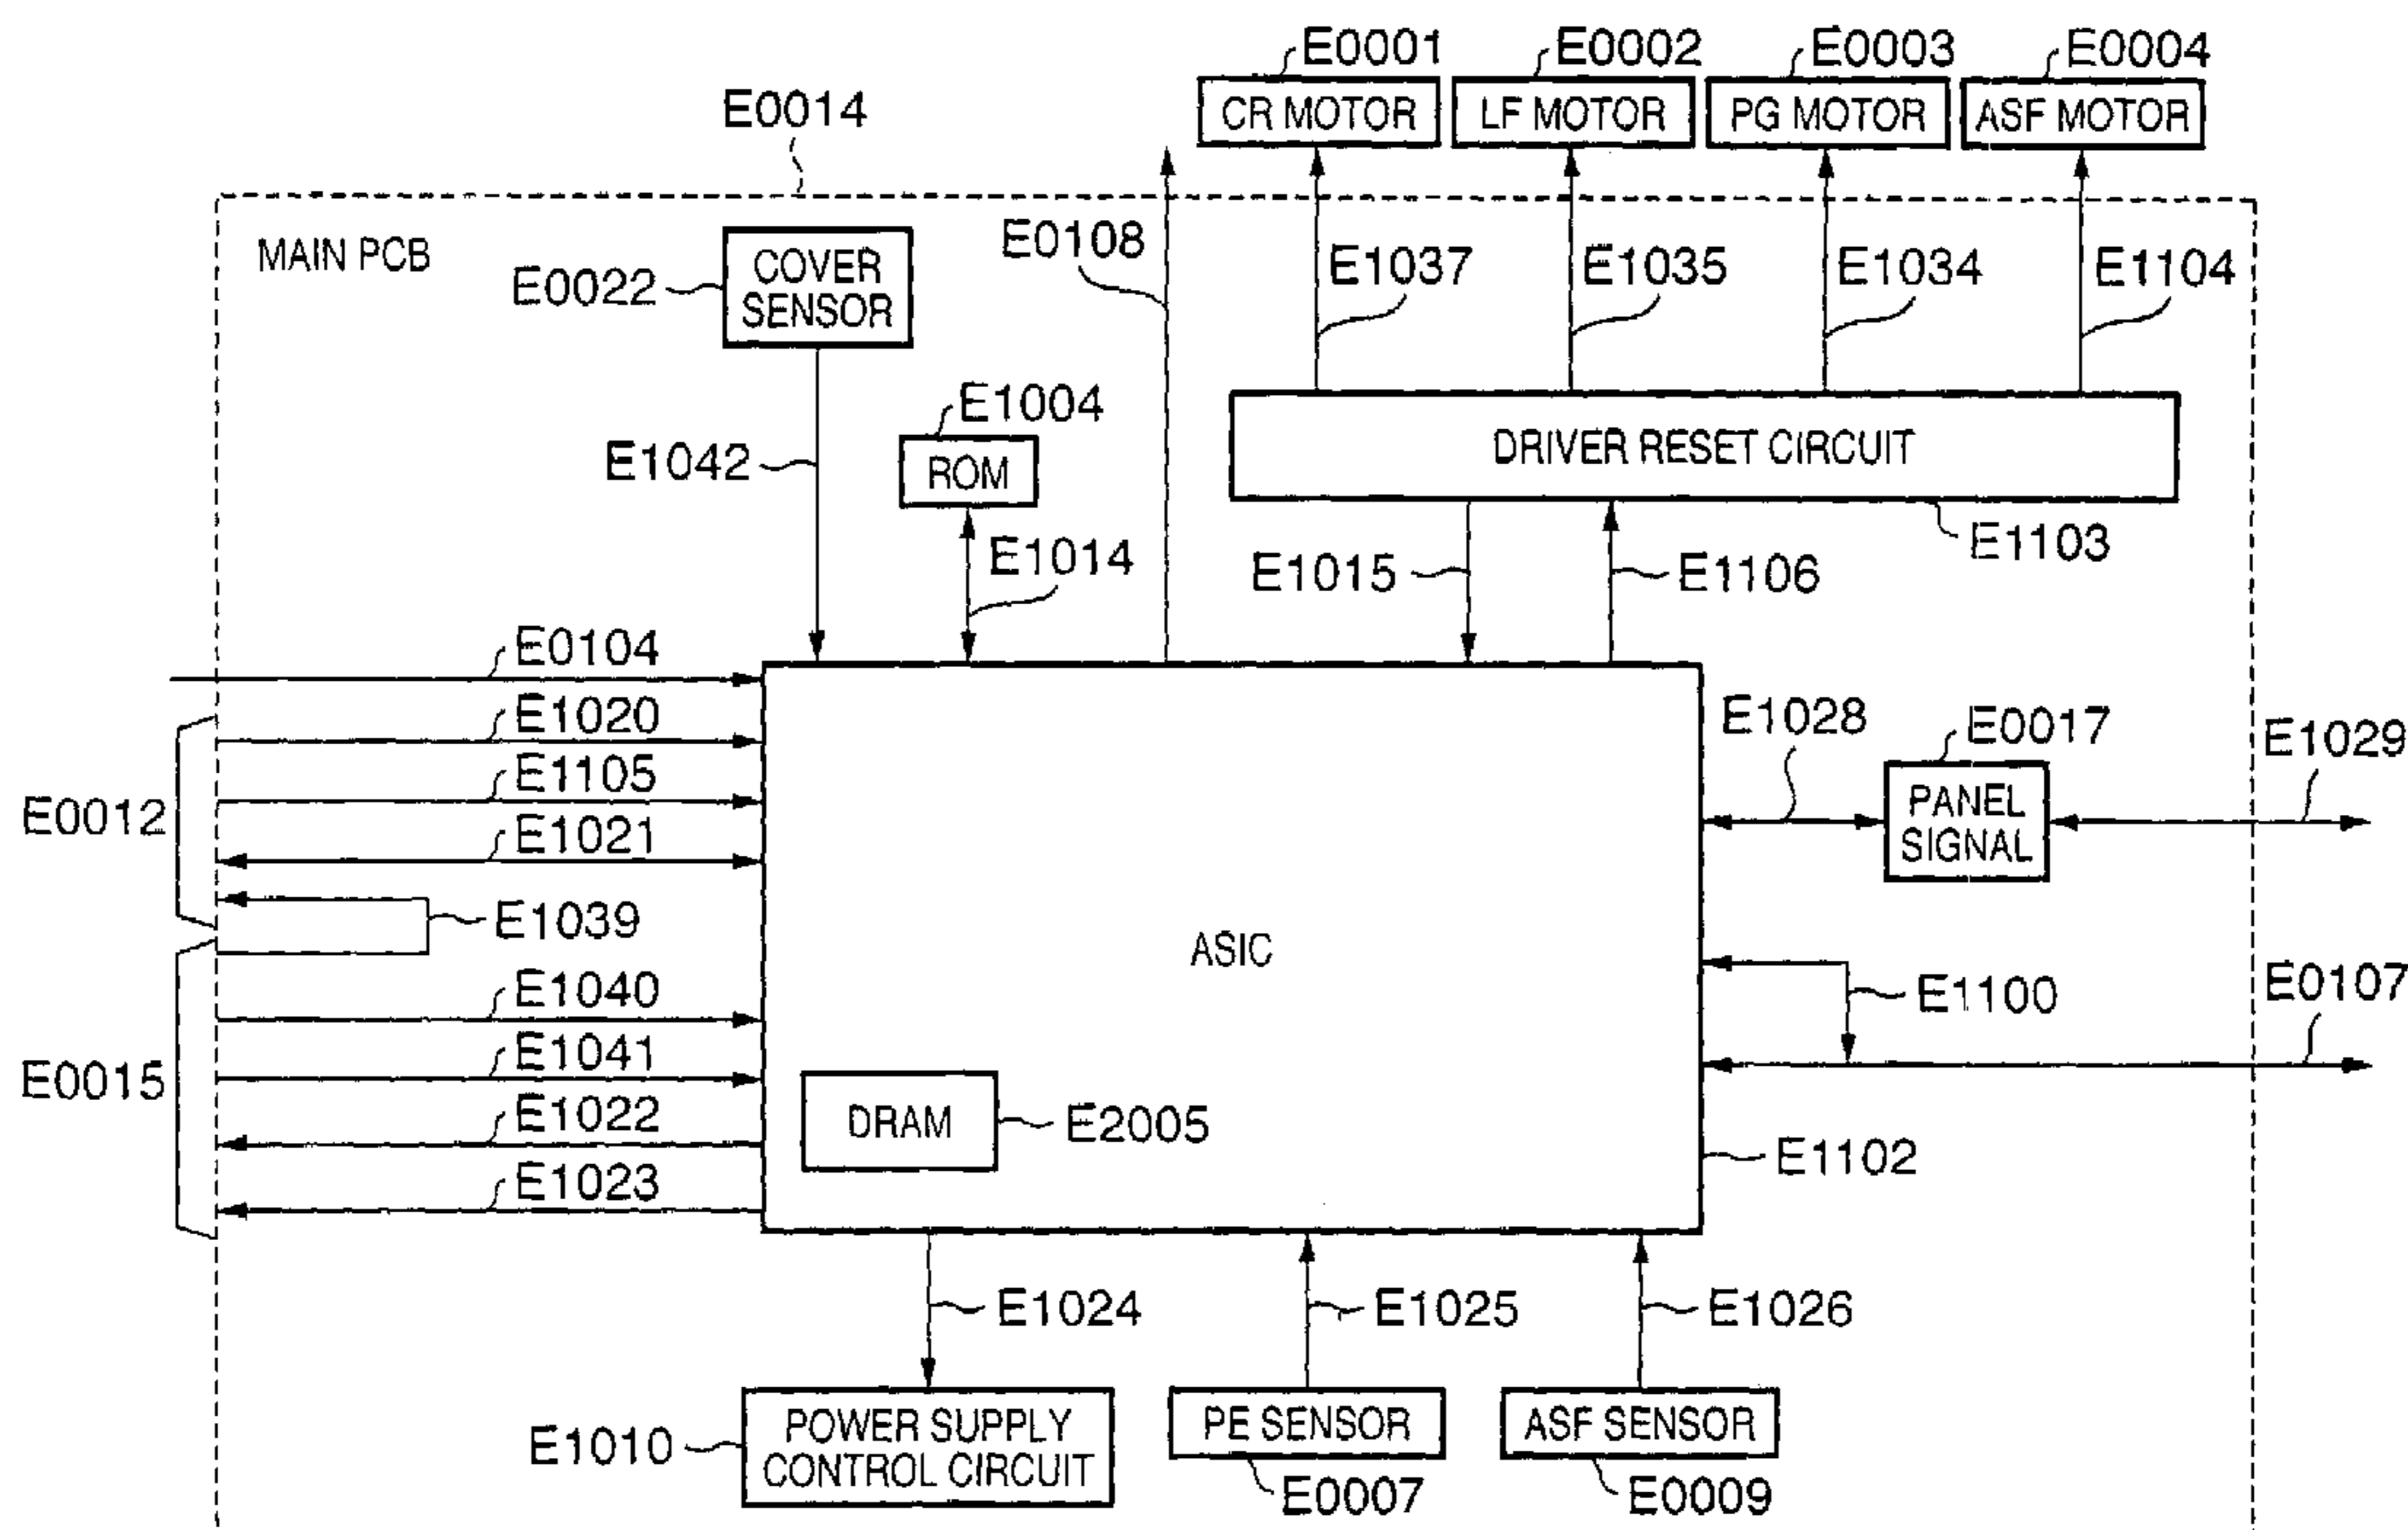 E0001
E0002
E0003
E0004
CR MOTOR
LF MOTOR
PG MOTOR
ASF MOTOR
E0014
MAIN PCB
E0022
COVER
SENSOR
E0108
E1037
E1035
E1034
E1104
E1004
ROM
DRIVER RESET CIRCUIT
E1042
E1014
E1015
E1106
E1103
E0104
E1020
E1105
E1021
E0012
E1039
E1040
E1041
E1022
E1023
E0015
ASIC
DRAM
E2005
E1028
E0017
PANEL
SIGNAL
E1029
E1100
E0107
E1102
E1024
E1025
E1026
E1010
POWER SUPPLY
CONTROL CIRCUIT
PE SENSOR
ASF SENSOR
E0007
E0009